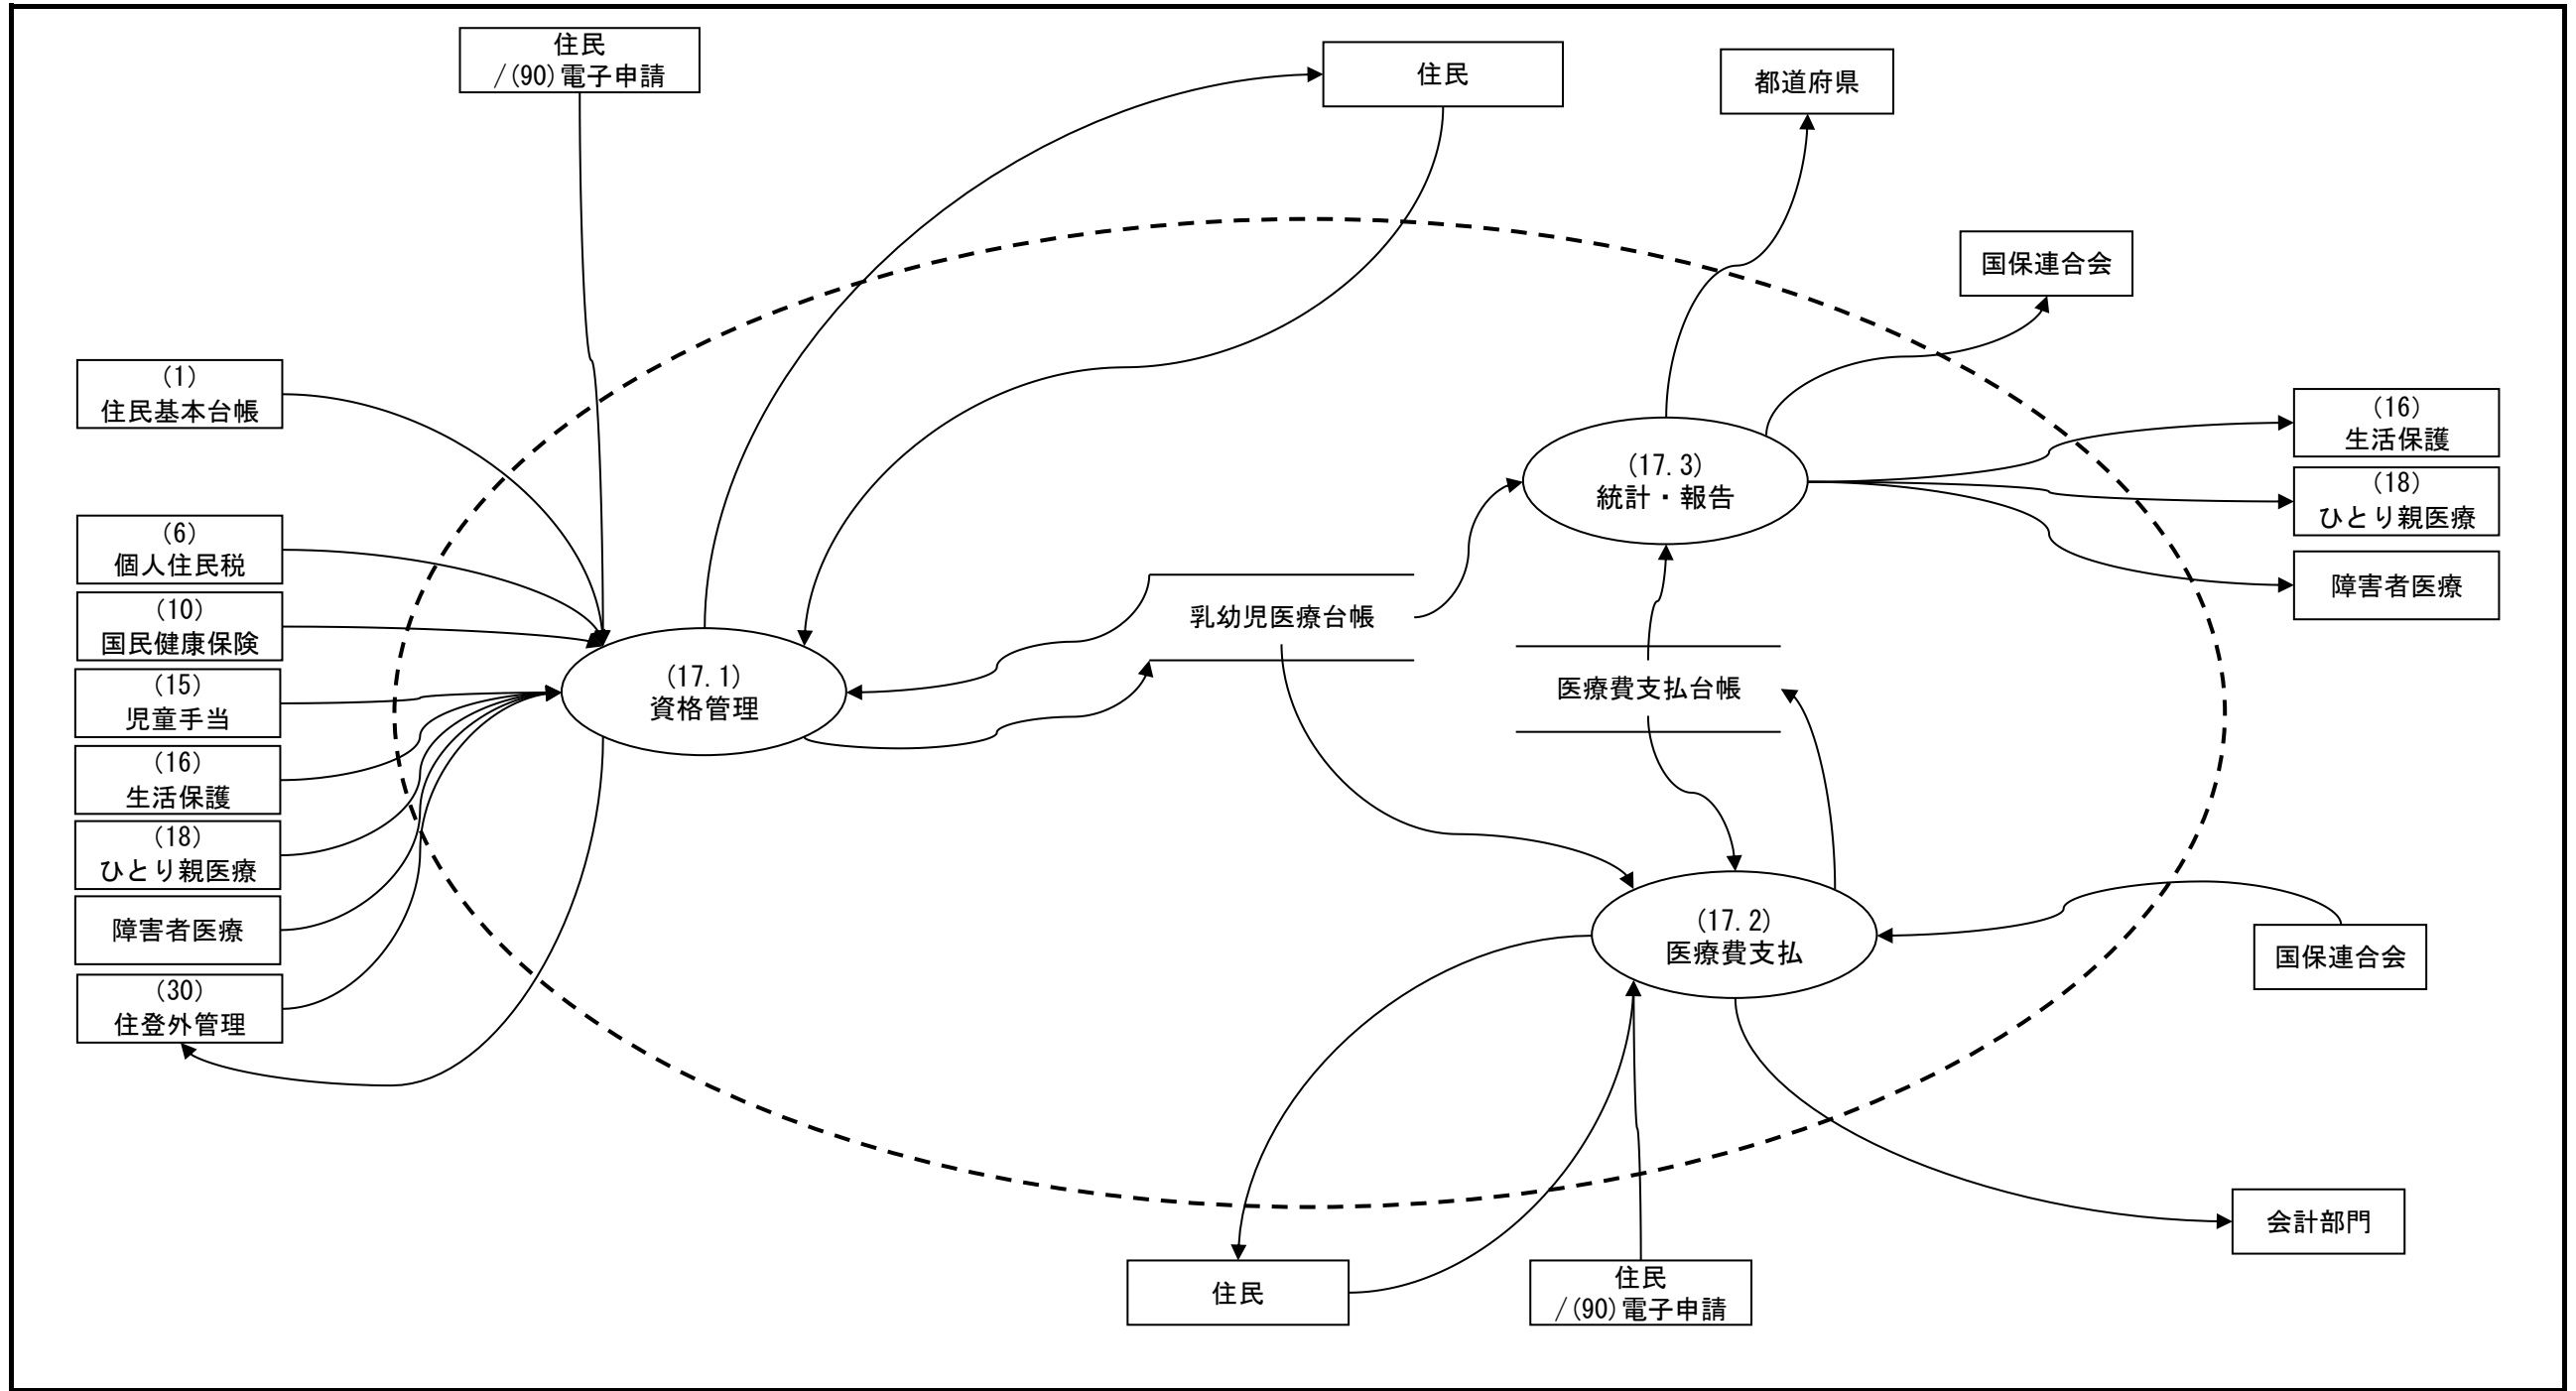 住民
/(90)電子申請
住民
都道府県
国保連合会
(1)
住民基本台帳
(6)
個人住民税
(10)
国民健康保険
(15)
児童手当
(16)
生活保護
(18)
ひとり親医療
障害者医療
(30)
住登外管理
(17.1)
資格管理
乳幼児医療台帳
(17.3)
統計・報告
医療費支払台帳
(16)
生活保護
(18)
ひとり親医療
障害者医療
(17.2)
医療費支払
国保連合会
会計部門
住民
住民
/(90)電子申請